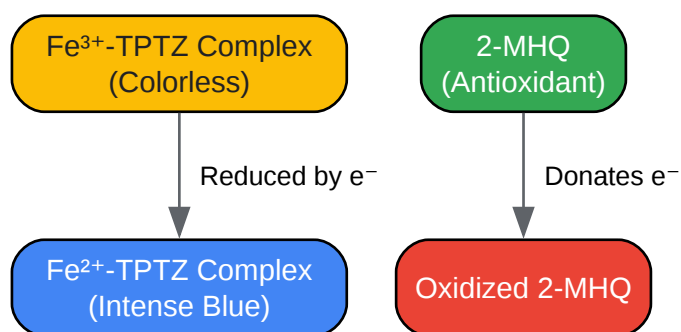 Fe³⁺-TPTZ Complex
(Colorless)
2-MHQ
(Antioxidant)
Reduced by e⁻
Donates e⁻
Fe²⁺-TPTZ Complex
(Intense Blue)
Oxidized 2-MHQ